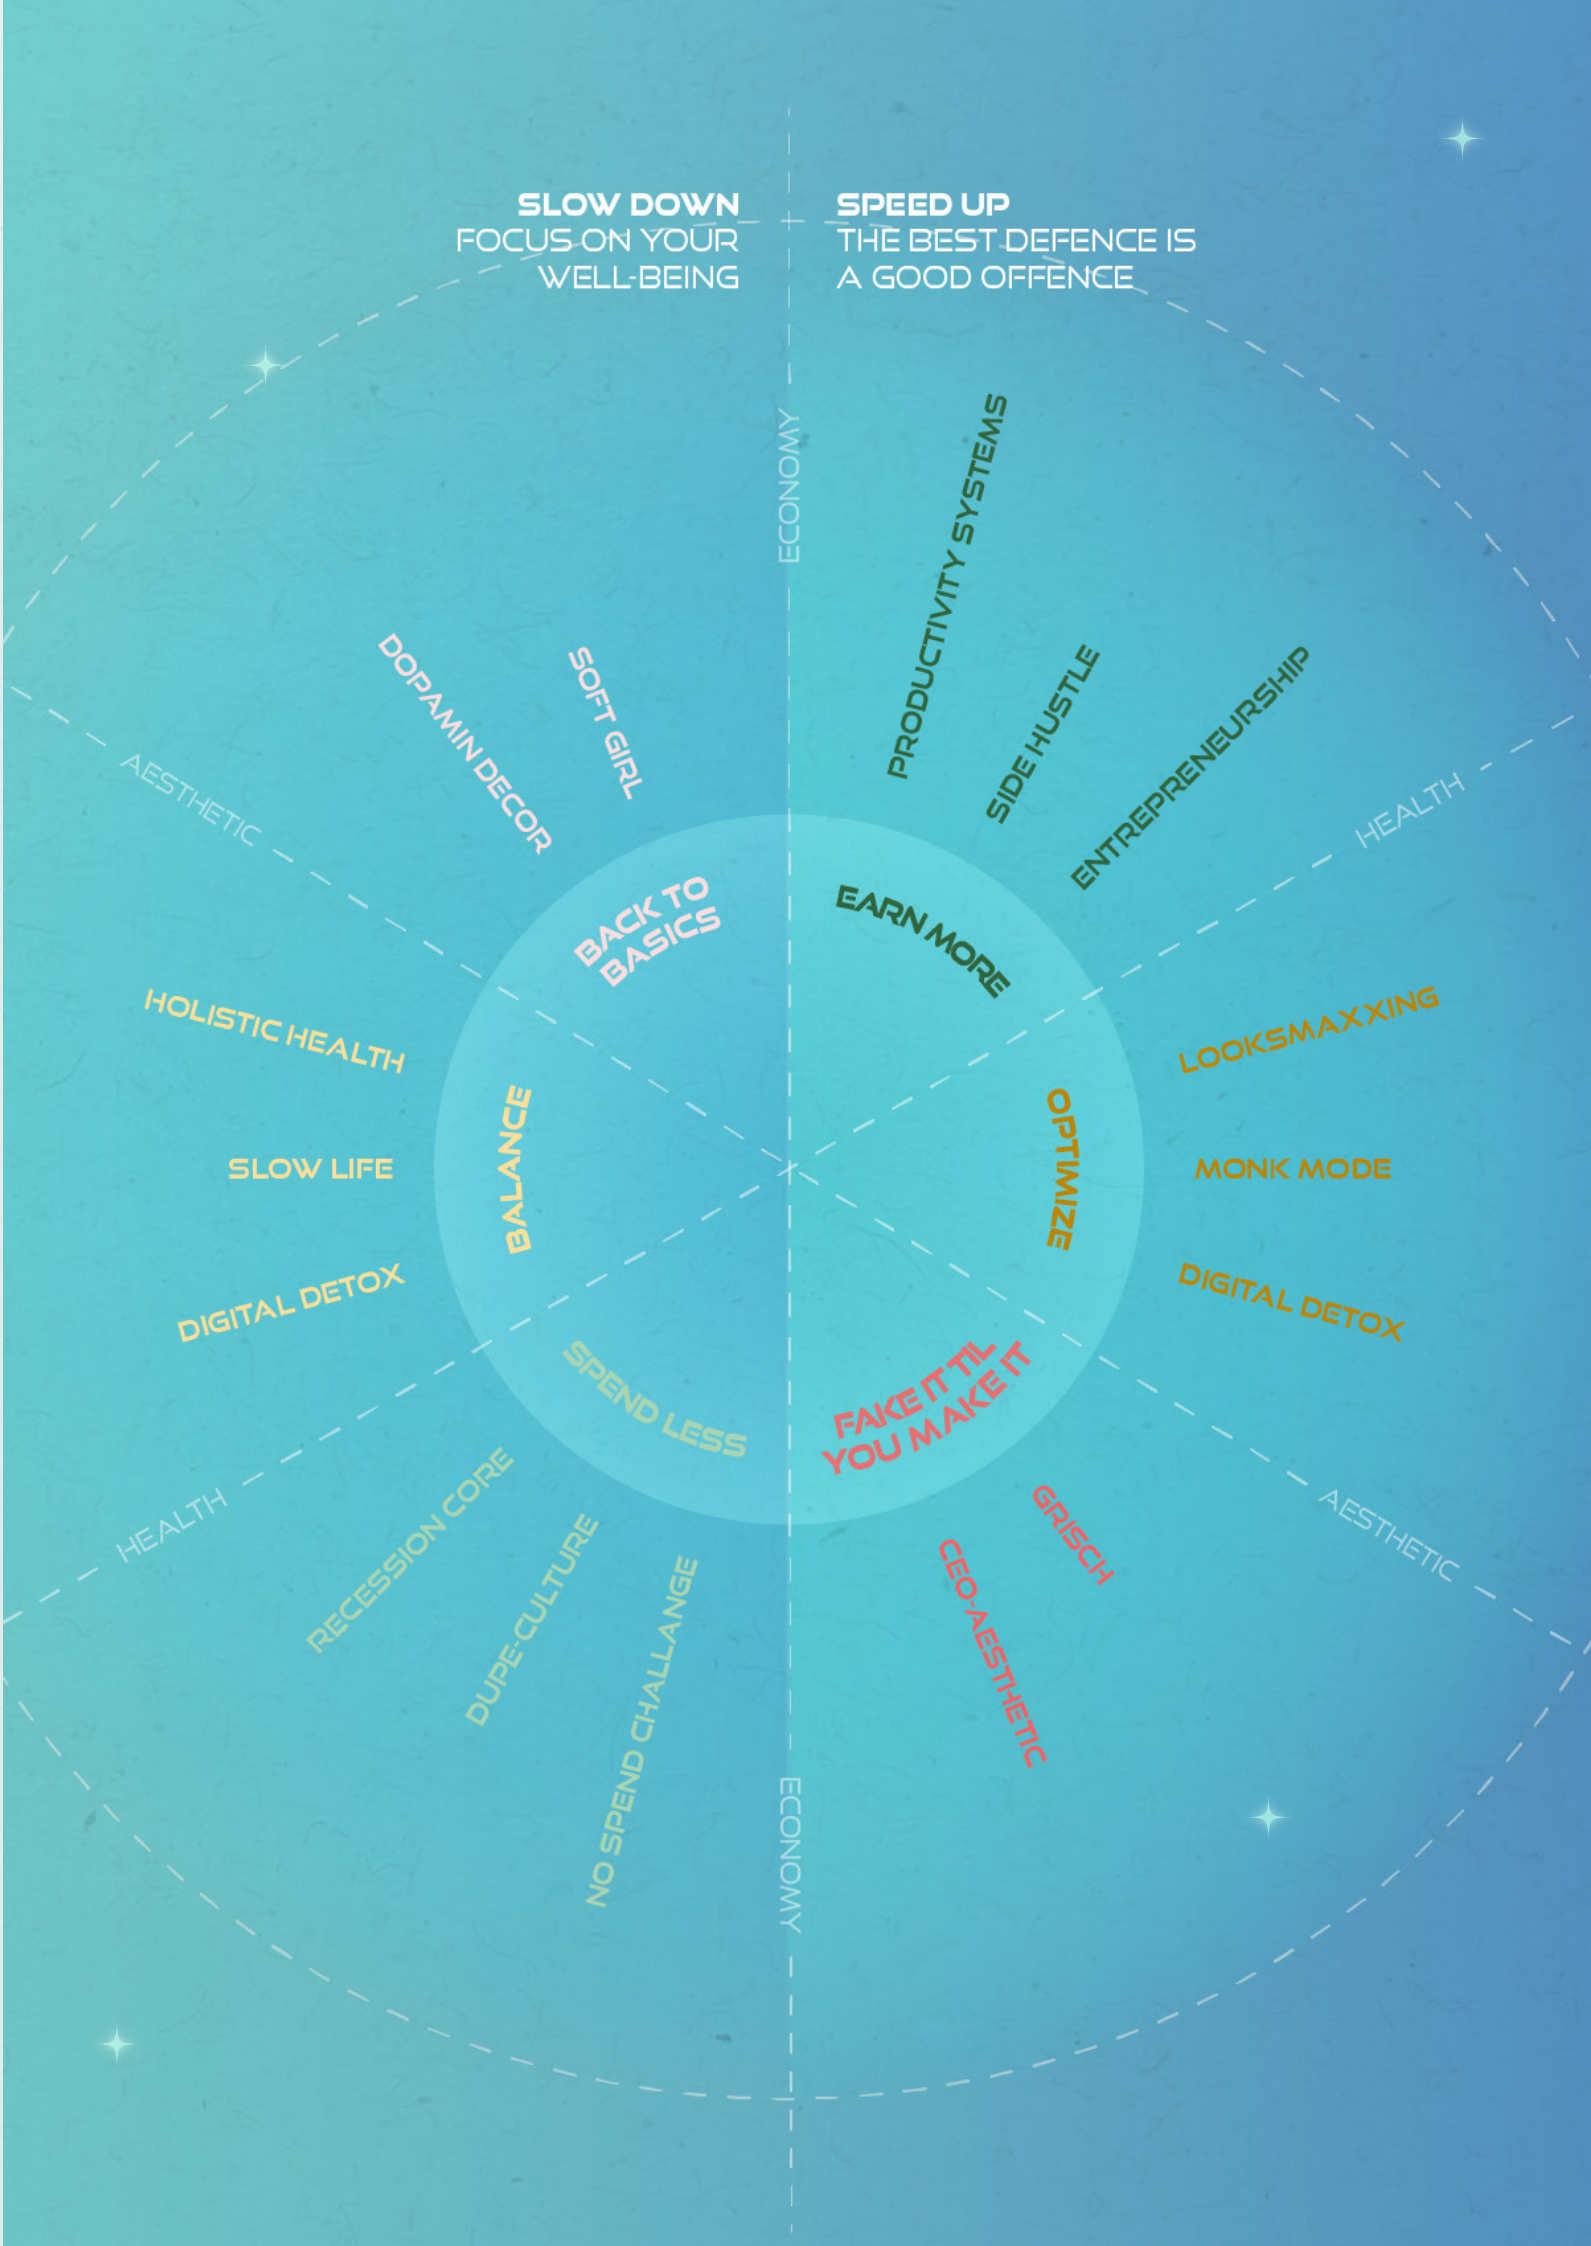 SLOW DOWN
FOCUS ON YOUR
WELL-BEING
SPEED UP
THE BEST DEFENCE IS
A GOOD OFFENCE
ECONOMY
PRODUCTIVITY SYSTEMS
SIDE HUSTLE
ENTREPRENEURSHIP
EARN MORE
HEALTH
LOOKSMAXXING
MONK MODE
DIGITAL DETOX
OPTIMIZE
AESTHETIC
FAKE IT TIL
YOU MAKE IT
GRISCH
CEO-AESTHETIC
ECONOMY
SPEND LESS
NO SPEND CHALLANGE
DUPE-CULTURE
RECESSION CORE
HEALTH
BALANCE
DIGITAL DETOX
SLOW LIFE
HOLISTIC HEALTH
AESTHETIC
BACK TO
BASICS
DOPAMIN DECOR
SOFT GIRL